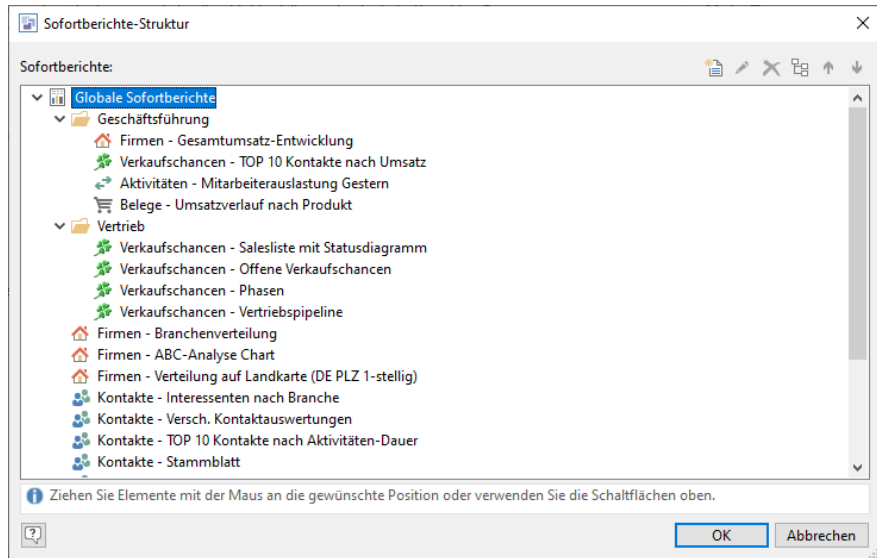 Sofortberichte-Struktur
Sofortberichte:
Globale Sofortberichte
Geschäftsführung
Firmen - Gesamtumsatz-Entwicklung
Verkaufschancen - TOP 10 Kontakte nach Umsatz
Aktivitäten - Mitarbeiterauslastung Gestern
Belege - Umsatzverlauf nach Produkt
Vertrieb
Verkaufschancen - Salesliste mit Statusdiagramm
Verkaufschancen - Offene Verkaufschancen
Verkaufschancen - Phasen
Verkaufschancen - Vertriebspipeline
Firmen - Branchenverteilung
Firmen - ABC-Analyse Chart
Firmen - Verteilung auf Landkarte (DE PLZ 1-stellig)
Kontakte - Interessenten nach Branche
Kontakte - Versch. Kontaktauswertungen
Kontakte - TOP 10 Kontakte nach Aktivitäten-Dauer
Kontakte - Stammblatt
Ziehen Sie Elemente mit der Maus an die gewünschte Position oder verwenden Sie die Schaltflächen oben.
OK Abbrechen